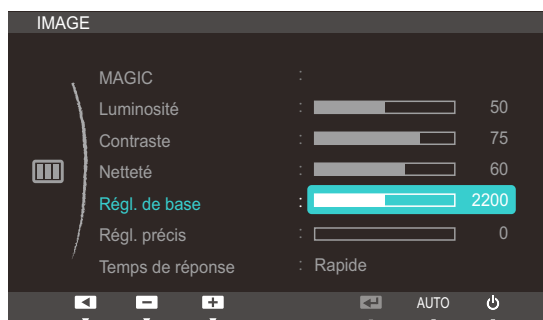 IMAGE
MAGIC :
Luminosité : 50
Contraste : 75
Netteté : 60
Régl. de base : 2200
Régl. précis : 0
Temps de réponse : Rapide
AUTO